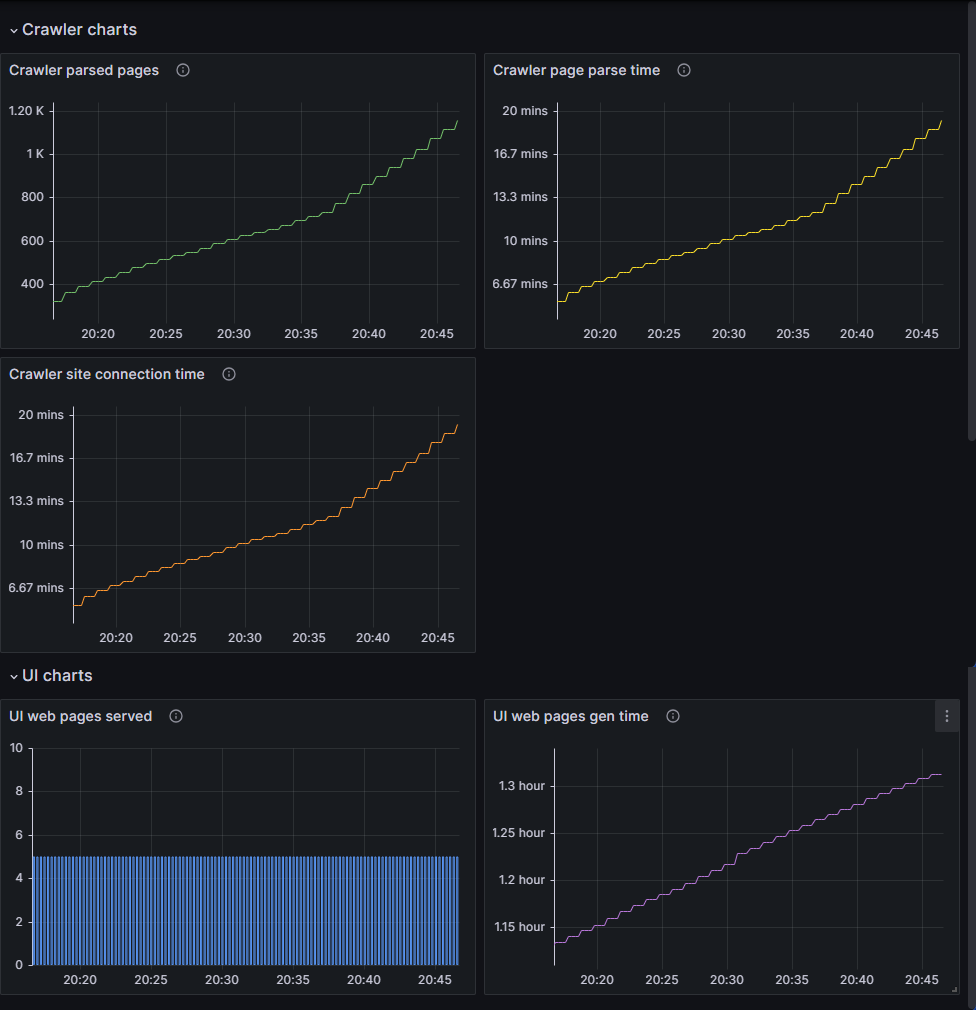 Crawler charts
Crawler parsed pages
1.20 K
1 K
800
600
400
20:20 20:25 20:30 20:35 20:40 20:45
Crawler page parse time
20 mins
16.7 mins
13.3 mins
10 mins
6.67 mins
20:20 20:25 20:30 20:35 20:40 20:45
Crawler site connection time
20 mins
16.7 mins
13.3 mins
10 mins
6.67 mins
20:20 20:25 20:30 20:35 20:40 20:45
UI charts
UI web pages served
10
8
6
4
2
0
20:20 20:25 20:30 20:35 20:40 20:45
UI web pages gen time
1.3 hour
1.25 hour
1.2 hour
1.15 hour
20:20 20:25 20:30 20:35 20:40 20:45